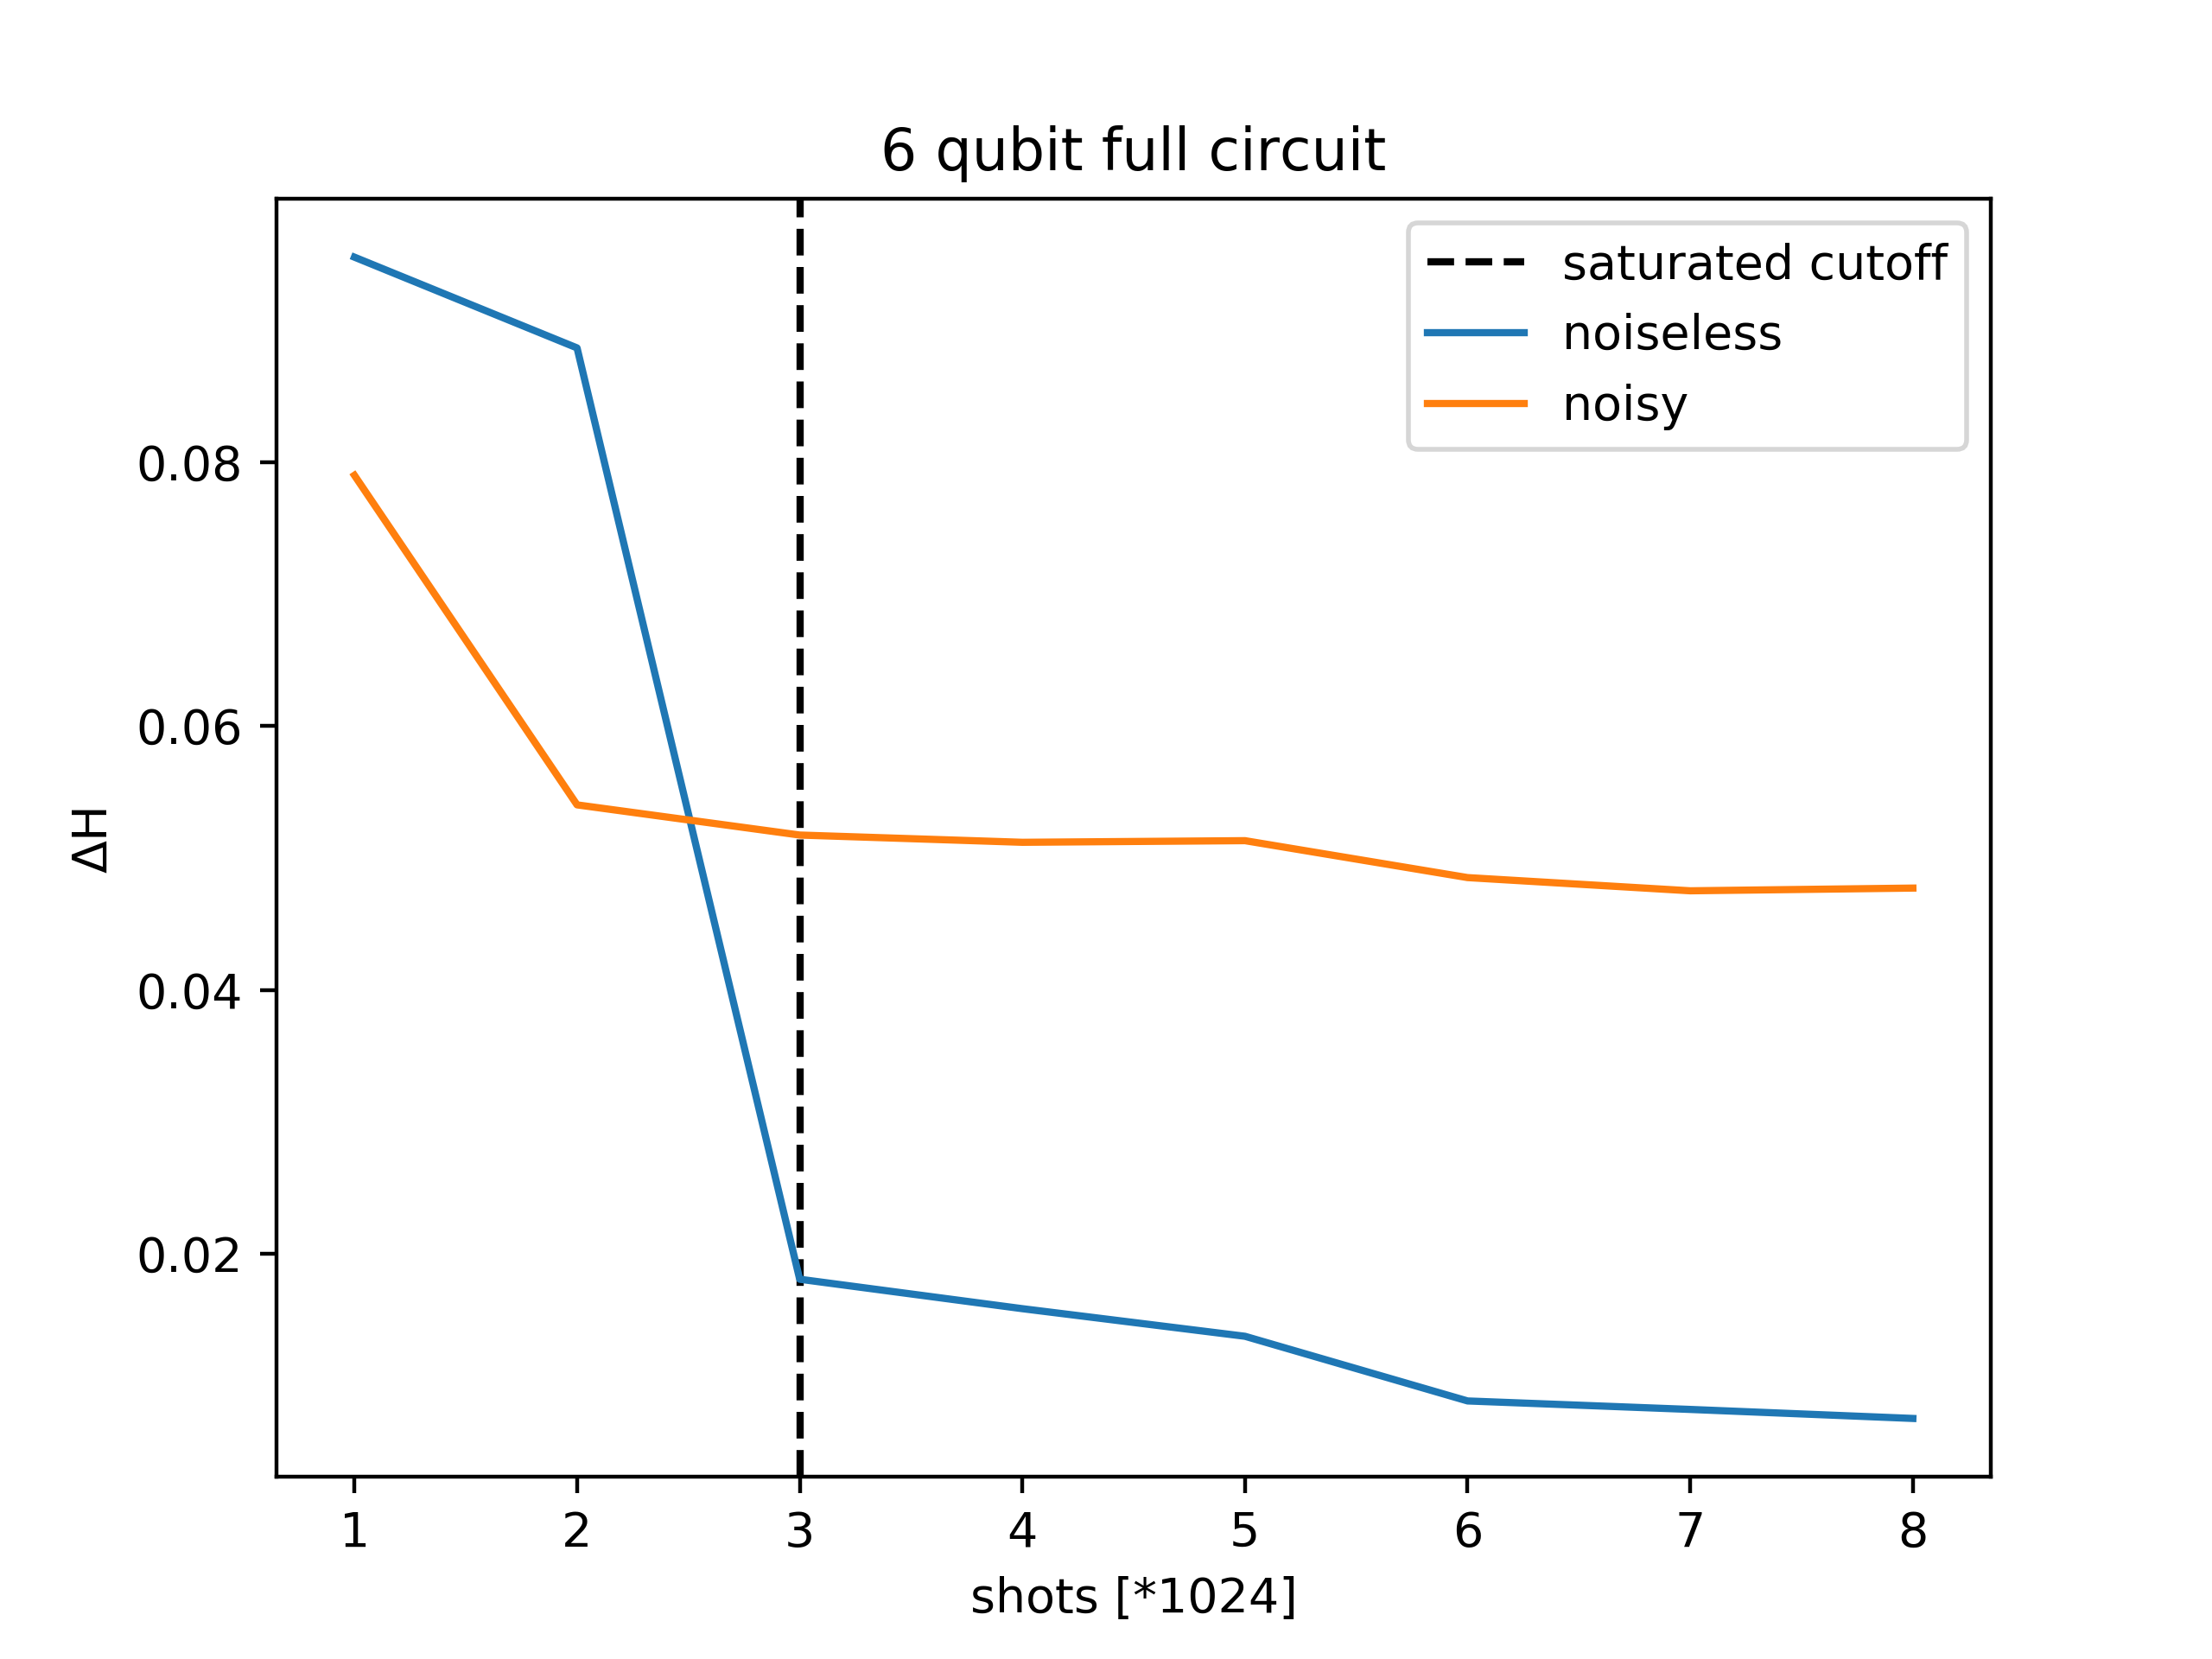 6 qubit full circuit
saturated cutoff
noiseless
noisy
0.08
0.06
0.04
0.02
ΔH
1 2 3 4 5 6 7 8
shots [*1024]